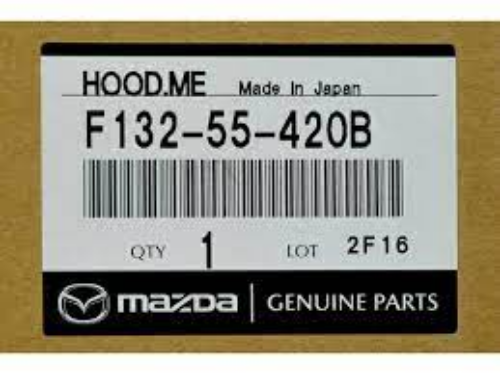 HOOD.ME Made In Japan
F132-55-420B
QTY 1 LOT 2F16
mazda GENUINE PARTS